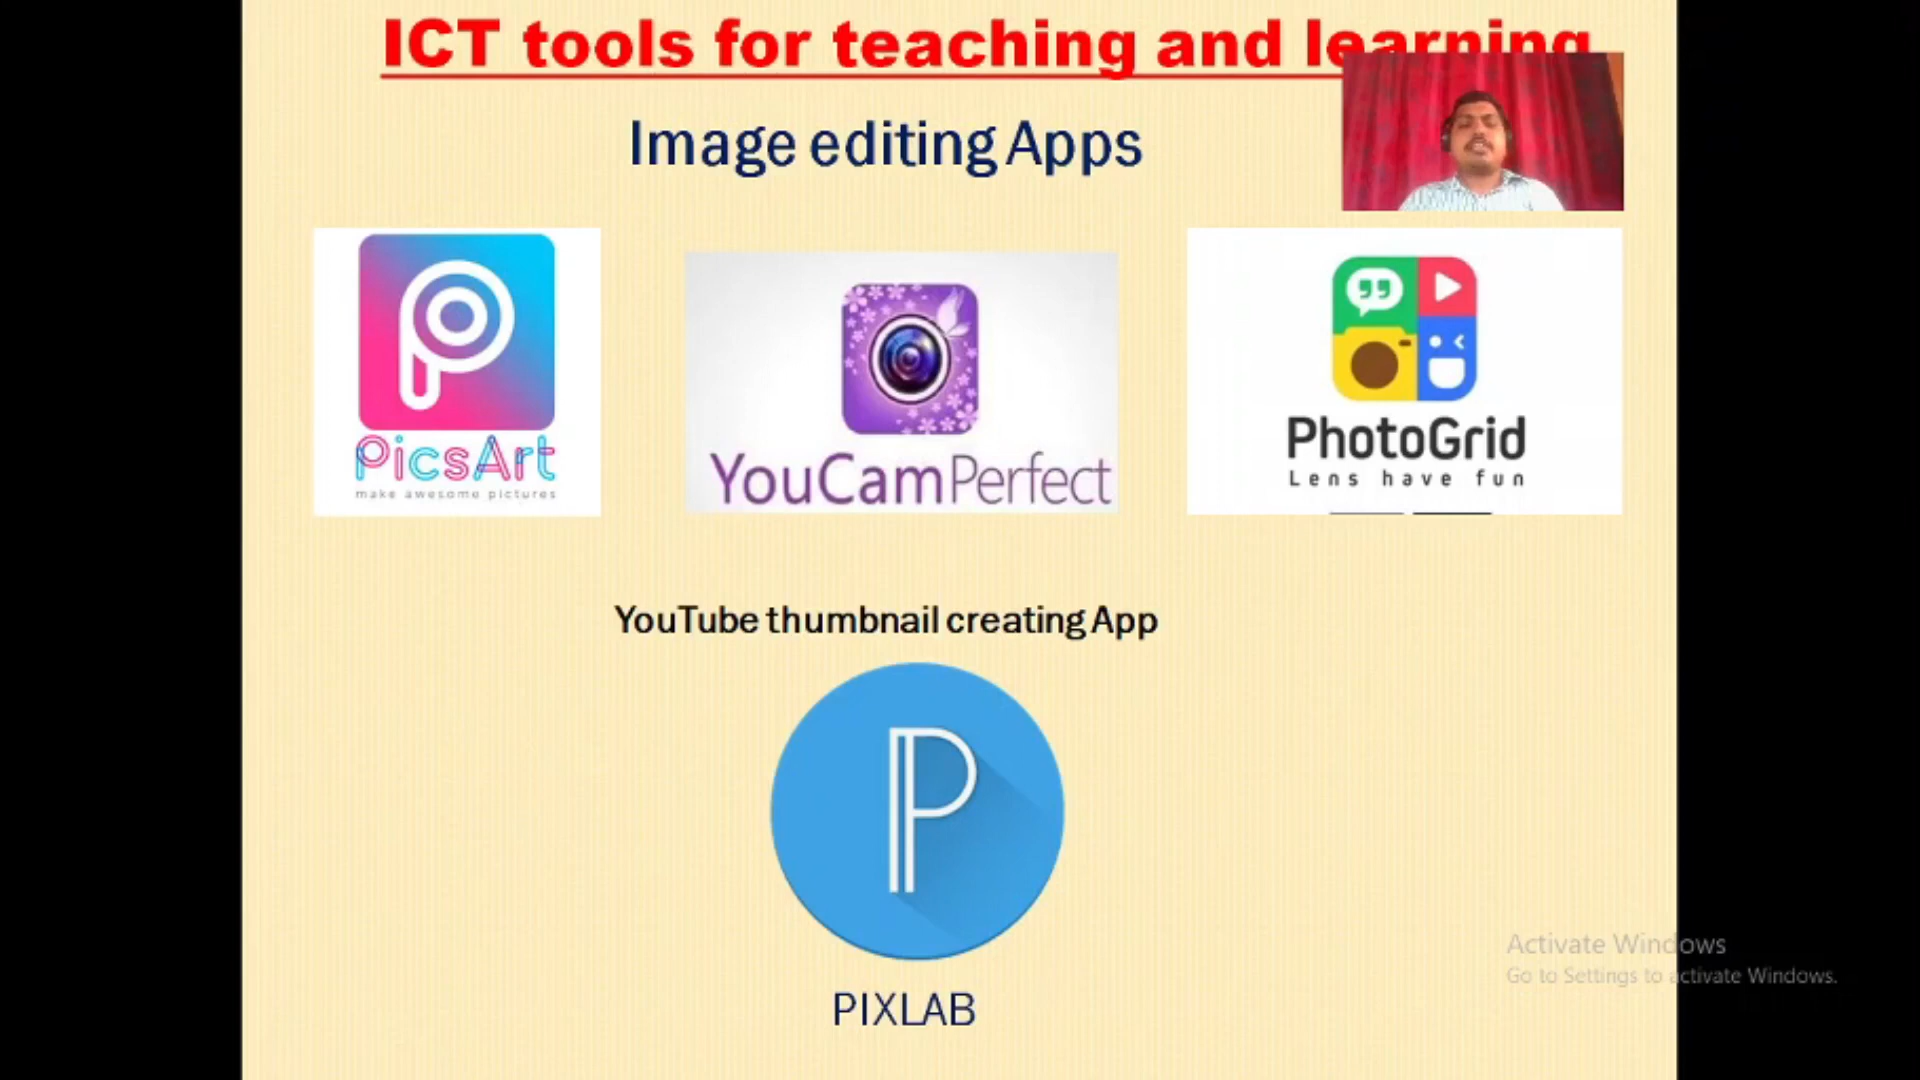 ICT tools for teaching and learning
Image editing Apps
PicsArt
make awesome pictures
YouCamPerfect
PhotoGrid
Lens have fun
YouTube thumbnail creating App
PIXLAB
Activate Windows
Go to Settings to activate Windows.